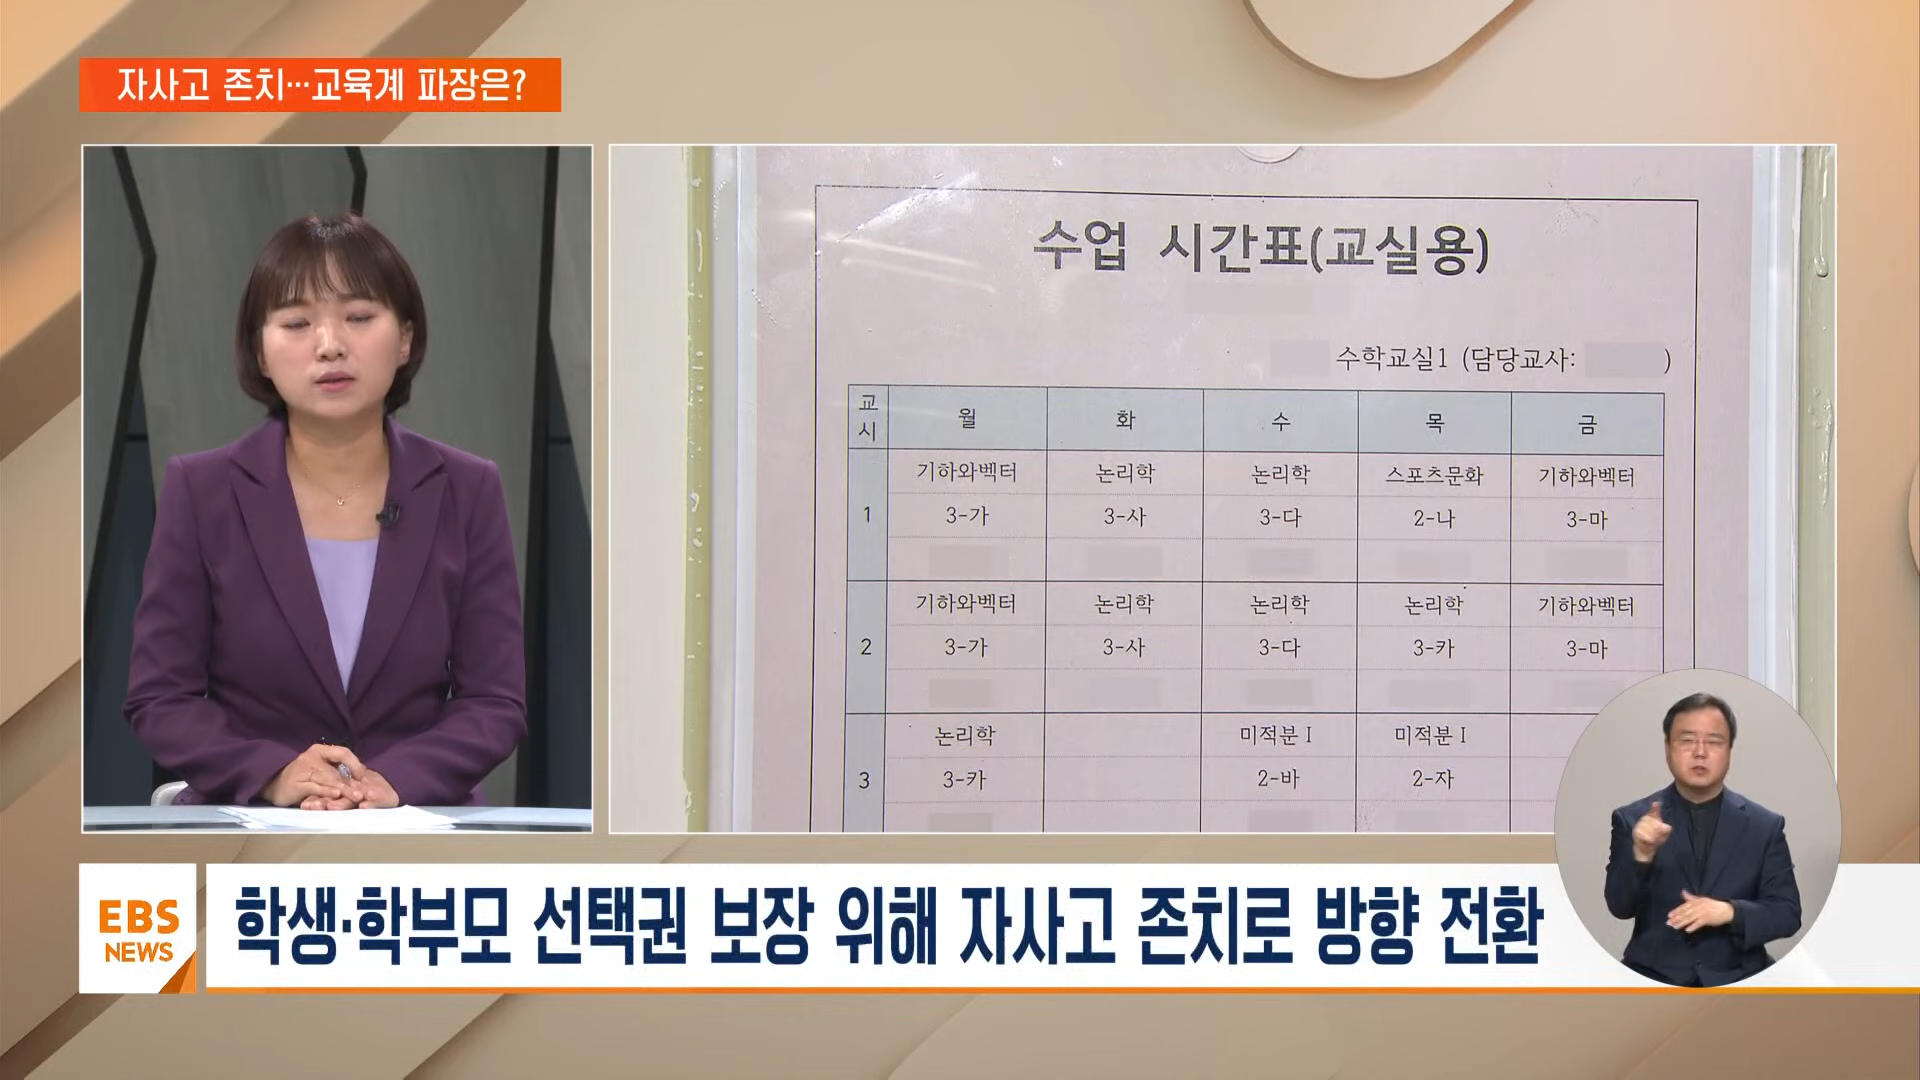 자사고 존치…교육계 파장은?
수업 시간표(교실용)
수학교실1 (담당교사: )
교시 월 화 수 목 금
기하와벡터 논리학 논리학 스포츠문화 기하와벡터
1 3-가 3-사 3-다 2-나 3-마
기하와벡터 논리학 논리학 논리학 기하와벡터
2 3-가 3-사 3-다 3-카 3-마
논리학 미적분Ⅰ 미적분Ⅰ
3 3-카 2-바 2-자
EBS
NEWS
학생·학부모 선택권 보장 위해 자사고 존치로 방향 전환